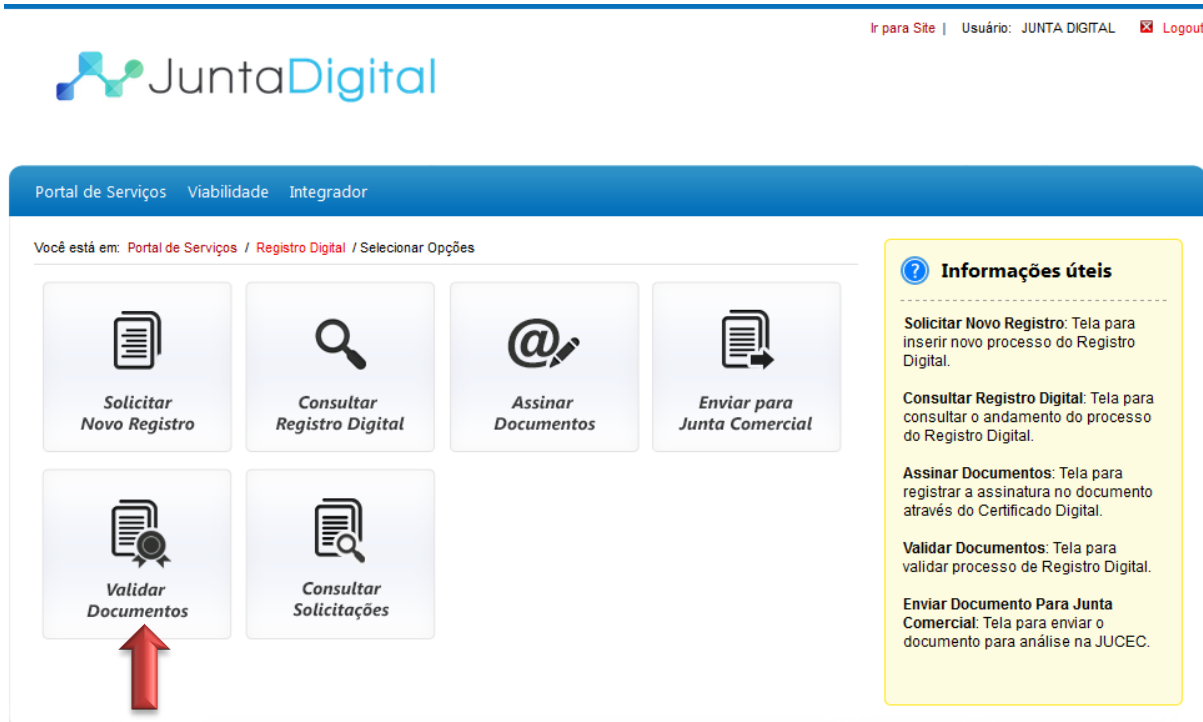 Ir para Site | Usuário: JUNTA DIGITAL Logout
JuntaDigital
Portal de Serviços Viabilidade Integrador
Você está em: Portal de Serviços / Registro Digital / Selecionar Opções
Solicitar
Novo Registro
Consultar
Registro Digital
Assinar
Documentos
Enviar para
Junta Comercial
Validar
Documentos
Consultar
Solicitações
Informações úteis
Solicitar Novo Registro: Tela para
inserir novo processo do Registro
Digital.
Consultar Registro Digital: Tela para
consultar o andamento do processo
do Registro Digital.
Assinar Documentos: Tela para
registrar a assinatura no documento
através do Certificado Digital.
Validar Documentos: Tela para
validar processo de Registro Digital.
Enviar Documento Para Junta
Comercial: Tela para enviar o
documento para análise na JUCEC.